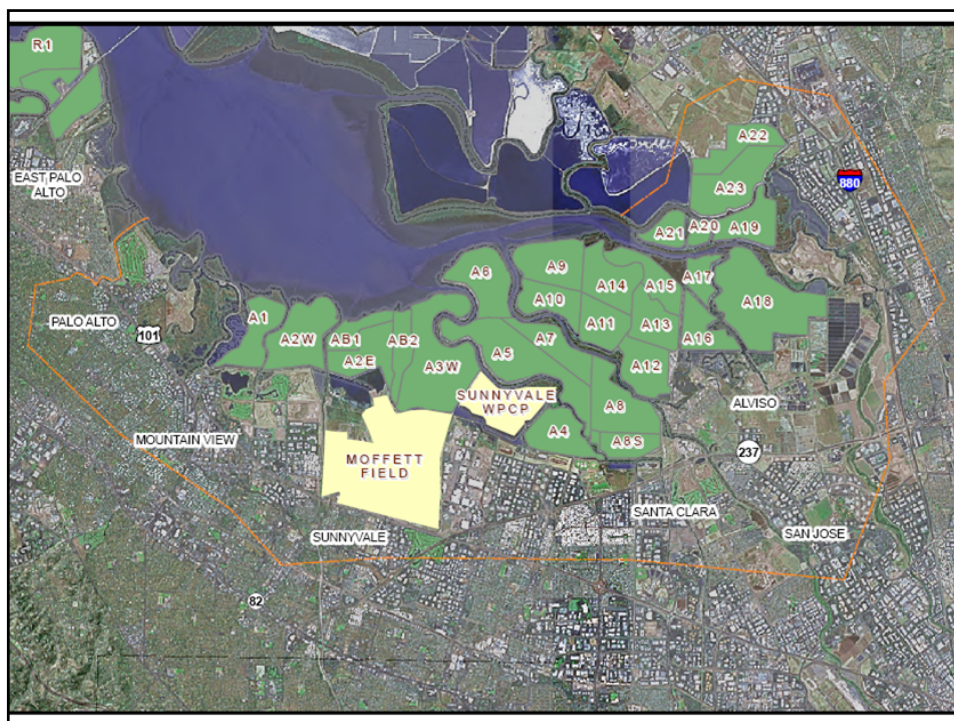 R1
A22
EAST PALO
ALTO
880
A23
A21
A20
A19
A6
A9
A14
A15
A17
A18
A10
A1
PALO ALTO
101
A2W
AB1
AB2
A2E
A3W
A5
A7
A11
A13
A16
A12
SUNNYVALE
WPCP
A8
ALVISO
A4
A8S
MOUNTAIN VIEW
MOFFETT
FIELD
237
SANTA CLARA
SUNNYVALE
SAN JOSE
82